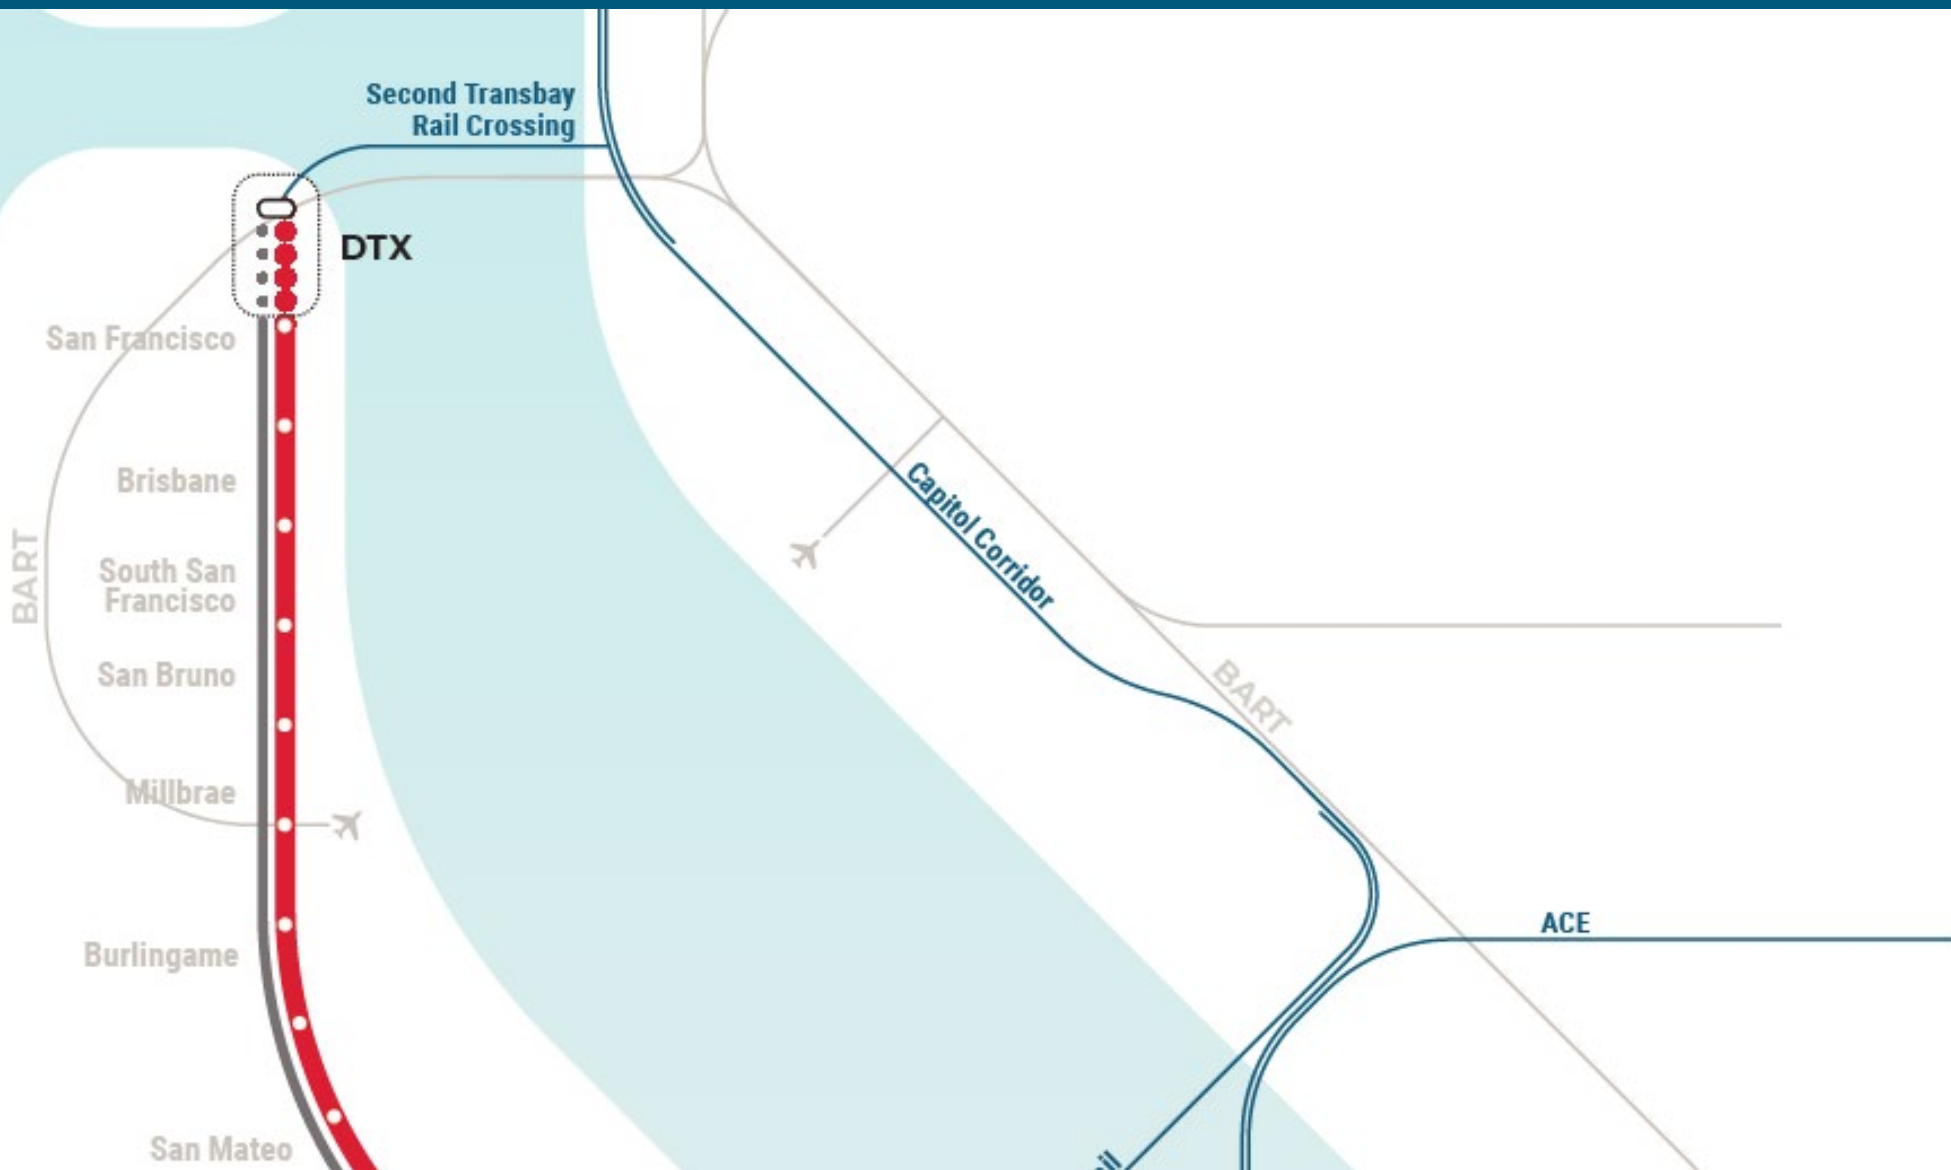 Second Transbay
Rail Crossing
DTX
San Francisco
Brisbane
Capitol Corridor
BART
South San
Francisco
San Bruno
BART
Millbrae
ACE
Burlingame
San Mateo